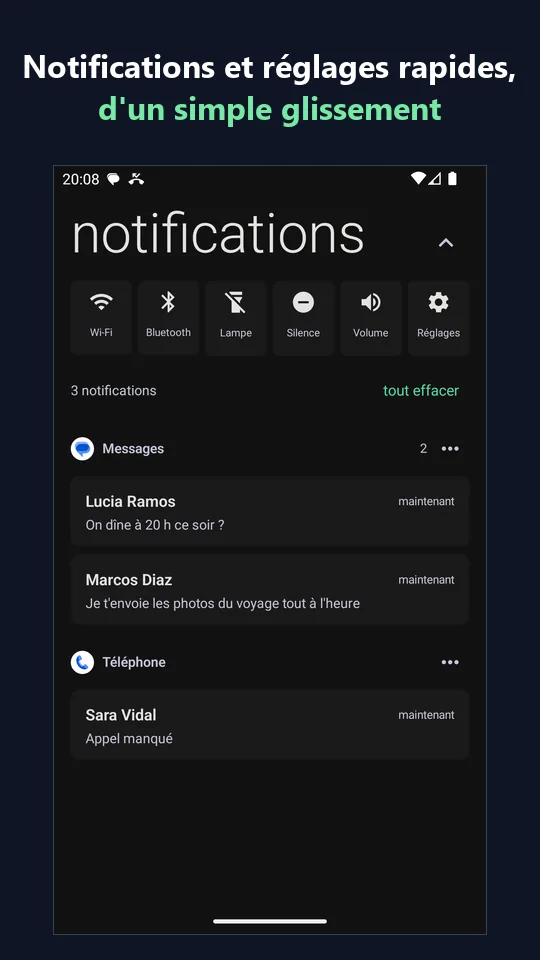 Notifications et réglages rapides,
d'un simple glissement
20:08
notifications
Wi-Fi
Bluetooth
Lampe
Silence
Volume
Réglages
3 notifications
tout effacer
Messages
2
Lucia Ramos
maintenant
On dîne à 20 h ce soir ?
Marcos Diaz
maintenant
Je t'envoie les photos du voyage tout à l'heure
Téléphone
Sara Vidal
maintenant
Appel manqué